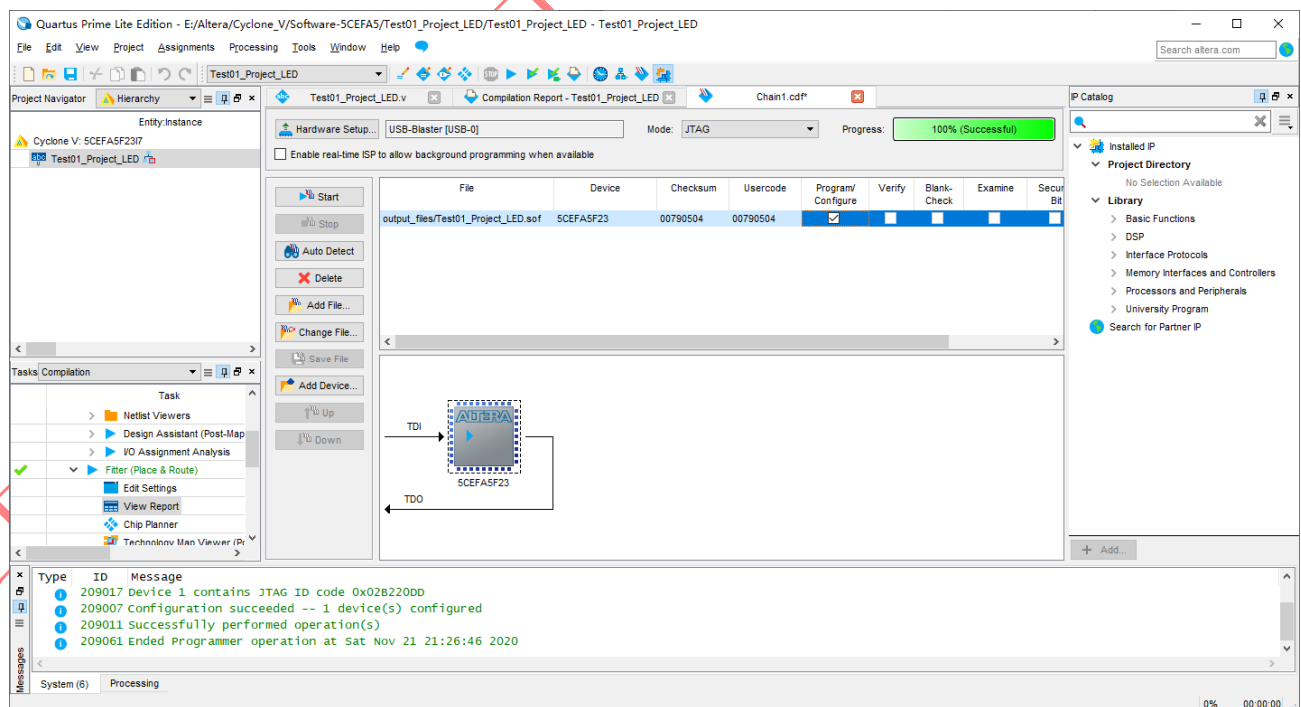 Quartus Prime Lite Edition - E:/Altera/Cyclone_V/Software-5CEFA5/Test01_Project_LED/Test01_Project_LED - Test01_Project_LED
File Edit View Project Assignments Processing Tools Window Help
Search altera.com
Test01_Project_LED
Project Navigator Hierarchy
Test01_Project_LED.v
Compilation Report - Test01_Project_LED
Chain1.cdf*
IP Catalog
Entity:Instance
Cyclone V: 5CEFA5F23I7
Test01_Project_LED
Hardware Setup... USB-Blaster [USB-0] Mode: JTAG Progress: 100% (Successful)
Enable real-time ISP to allow background programming when available
Start
Stop
Auto Detect
Delete
Add File...
Change File...
Save File
Add Device...
Up
Down
File Device Checksum Usercode Program/ Verify Blank- Examine Secur
Configure Check Bit
output_files/Test01_Project_LED.sof 5CEFA5F23 00790504 00790504
TDI
ALTERA
5CEFA5F23
TDO
Installed IP
Project Directory
No Selection Available
Library
Basic Functions
DSP
Interface Protocols
Memory Interfaces and Controllers
Processors and Peripherals
University Program
Search for Partner IP
+ Add...
Tasks Compilation
Task
Netlist Viewers
Design Assistant (Post-Map
I/O Assignment Analysis
Fitter (Place & Route)
Edit Settings
View Report
Chip Planner
Technology Map Viewer (Po
Type ID Message
209017 Device 1 contains JTAG ID code 0x02B220DD
209007 Configuration succeeded -- 1 device(s) configured
209011 Successfully performed operation(s)
209061 Ended Programmer operation at Sat Nov 21 21:26:46 2020
Messages
System (6) Processing
0% 00:00:00